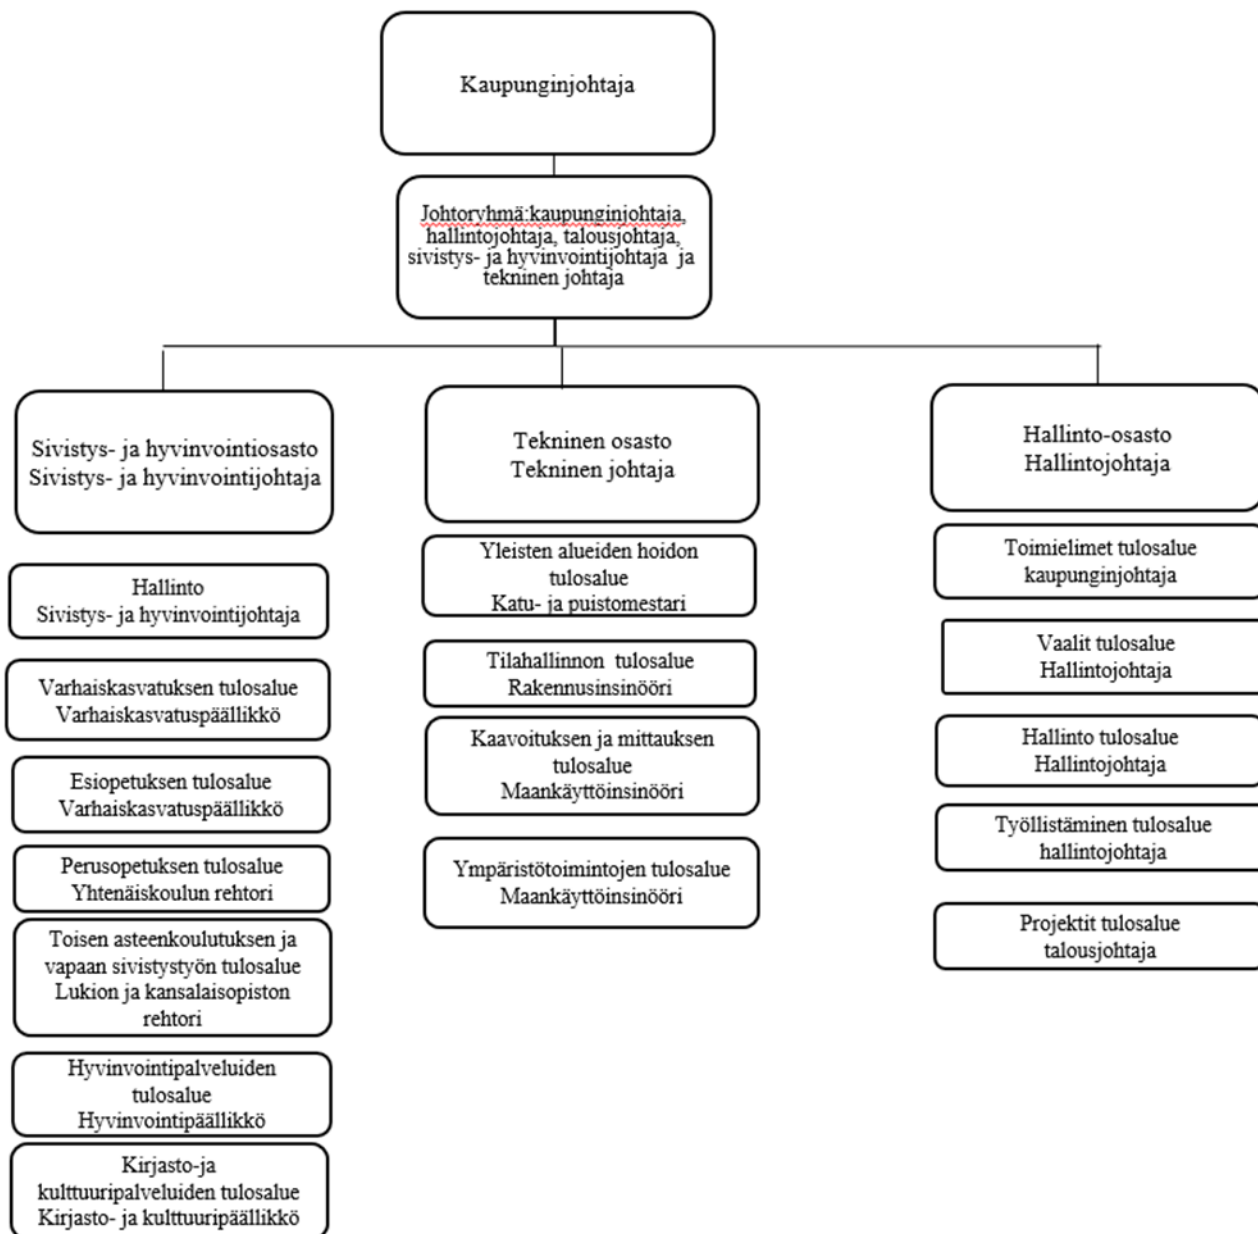 Kaupunginjohtaja
Johtoryhmä:kaupunginjohtaja,
hallintojohtaja, talousjohtaja,
sivistys- ja hyvinvointijohtaja ja
tekninen johtaja
Sivistys- ja hyvinvointiosasto
Sivistys- ja hyvinvointijohtaja
Hallinto
Sivistys- ja hyvinvointijohtaja
Varhaiskasvatuksen tulosalue
Varhaiskasvatuspäällikkö
Esiopetuksen tulosalue
Varhaiskasvatuspäällikkö
Perusopetuksen tulosalue
Yhtenäiskoulun rehtori
Toisen asteenkoulutuksen ja
vapaan sivistystyön tulosalue
Lukion ja kansalaisopiston
rehtori
Hyvinvointipalveluiden
tulosalue
Hyvinvointipäällikkö
Kirjasto-ja
kulttuuripalveluiden tulosalue
Kirjasto- ja kulttuuripäällikkö
Tekninen osasto
Tekninen johtaja
Yleisten alueiden hoidon
tulosalue
Katu- ja puistomestari
Tilahallinnon tulosalue
Rakennusinsinööri
Kaavoituksen ja mittauksen
tulosalue
Maankäyttöinsinööri
Ympäristötoimintojen tulosalue
Maankäyttöinsinööri
Hallinto-osasto
Hallintojohtaja
Toimielimet tulosalue
kaupunginjohtaja
Vaalit tulosalue
Hallintojohtaja
Hallinto tulosalue
Hallintojohtaja
Työllistäminen tulosalue
hallintojohtaja
Projektit tulosalue
talousjohtaja